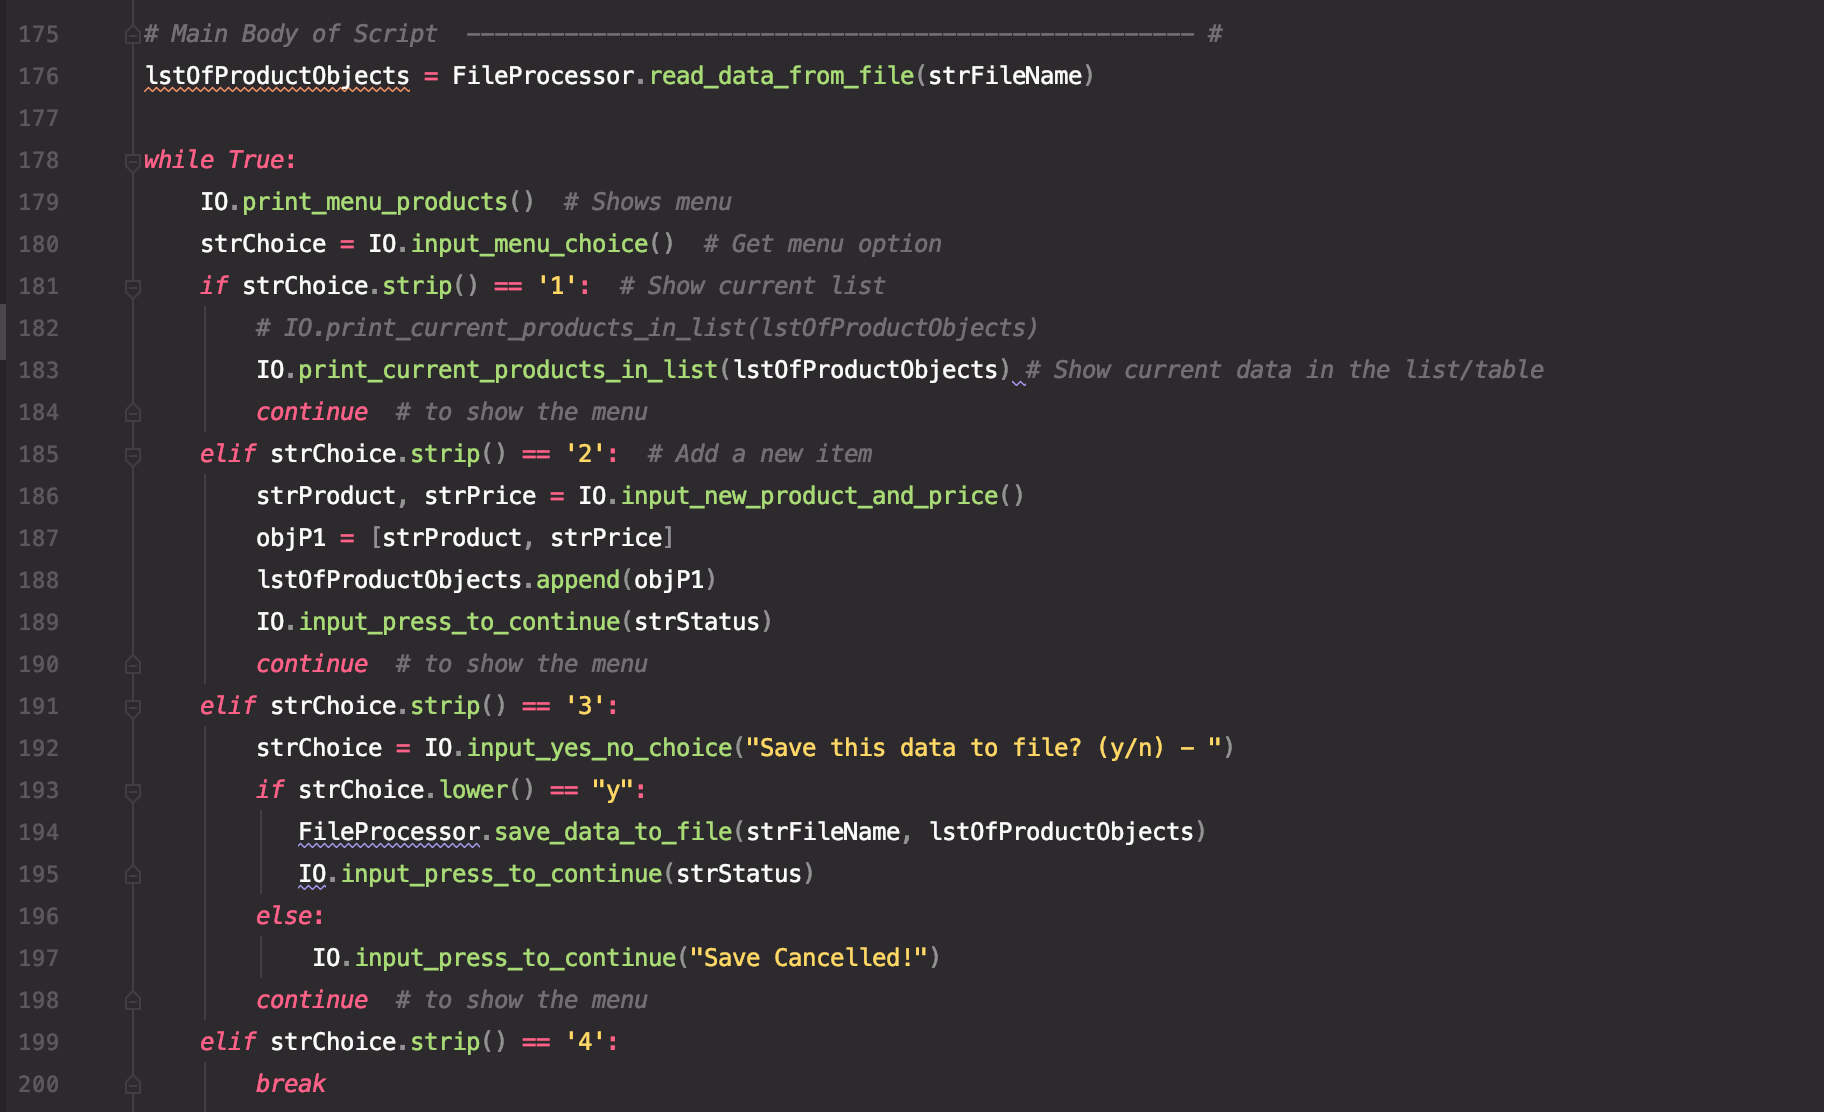 175 # Main Body of Script  ---------------------------------------------------- #
176 lstOfProductObjects = FileProcessor.read_data_from_file(strFileName)
177
178 while True:
179     IO.print_menu_products()  # Shows menu
180     strChoice = IO.input_menu_choice()  # Get menu option
181     if strChoice.strip() == '1':  # Show current list
182         # IO.print_current_products_in_list(lstOfProductObjects)
183         IO.print_current_products_in_list(lstOfProductObjects) # Show current data in the list/table
184         continue  # to show the menu
185     elif strChoice.strip() == '2':  # Add a new item
186         strProduct, strPrice = IO.input_new_product_and_price()
187         objP1 = [strProduct, strPrice]
188         lstOfProductObjects.append(objP1)
189         IO.input_press_to_continue(strStatus)
190         continue  # to show the menu
191     elif strChoice.strip() == '3':
192         strChoice = IO.input_yes_no_choice("Save this data to file? (y/n) - ")
193         if strChoice.lower() == "y":
194            FileProcessor.save_data_to_file(strFileName, lstOfProductObjects)
195            IO.input_press_to_continue(strStatus)
196         else:
197             IO.input_press_to_continue("Save Cancelled!")
198         continue  # to show the menu
199     elif strChoice.strip() == '4':
200         break